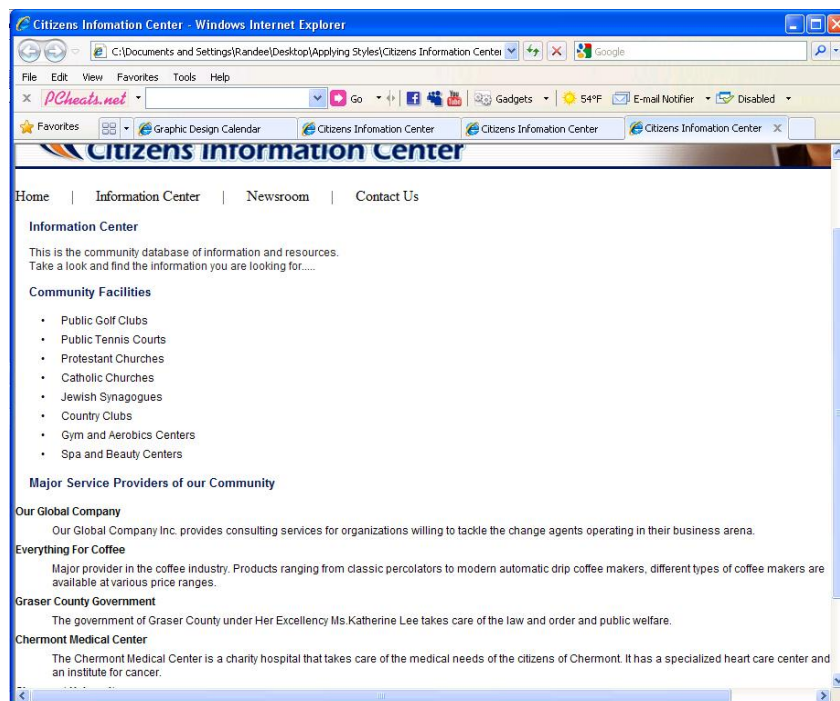 Citizens Infomation Center - Windows Internet Explorer
C:\Documents and Settings\Randee\Desktop\Applying Styles\Citizens Information Center
Google
File Edit View Favorites Tools Help
PCheats.net Go Gadgets 54°F E-mail Notifier Disabled
Favorites Graphic Design Calendar Citizens Infomation Center Citizens Infomation Center Citizens Infomation Center
Citizens Information Center
Home | Information Center | Newsroom | Contact Us
Information Center
This is the community database of information and resources.
Take a look and find the information you are looking for.....
Community Facilities
• Public Golf Clubs
• Public Tennis Courts
• Protestant Churches
• Catholic Churches
• Jewish Synagogues
• Country Clubs
• Gym and Aerobics Centers
• Spa and Beauty Centers
Major Service Providers of our Community
Our Global Company
Our Global Company Inc. provides consulting services for organizations willing to tackle the change agents operating in their business arena.
Everything For Coffee
Major provider in the coffee industry. Products ranging from classic percolators to modern automatic drip coffee makers, different types of coffee makers are
available at various price ranges.
Graser County Government
The government of Graser County under Her Excellency Ms.Katherine Lee takes care of the law and order and public welfare.
Chermont Medical Center
The Chermont Medical Center is a charity hospital that takes care of the medical needs of the citizens of Chermont. It has a specialized heart care center and
an institute for cancer.